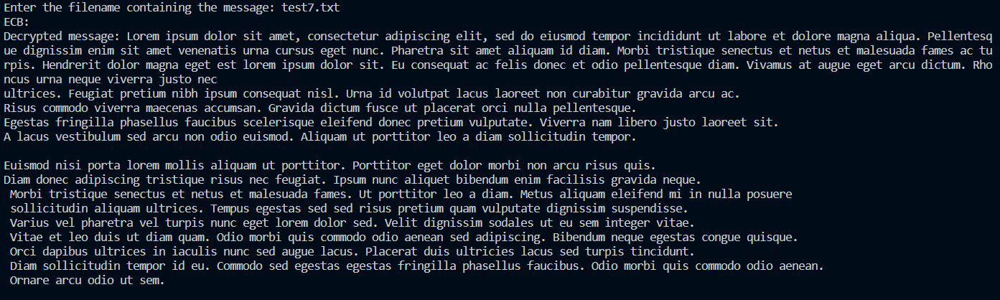 Enter the filename containing the message: test7.txt
ECB:
Decrypted message: Lorem ipsum dolor sit amet, consectetur adipiscing elit, sed do eiusmod tempor incididunt ut labore et dolore magna aliqua. Pellentesq
ue dignissim enim sit amet venenatis urna cursus eget nunc. Pharetra sit amet aliquam id diam. Morbi tristique senectus et netus et malesuada fames ac tu
rpis. Hendrerit dolor magna eget est lorem ipsum dolor sit. Eu consequat ac felis donec et odio pellentesque diam. Vivamus at augue eget arcu dictum. Rho
ncus urna neque viverra justo nec
ultrices. Feugiat pretium nibh ipsum consequat nisl. Urna id volutpat lacus laoreet non curabitur gravida arcu ac.
Risus commodo viverra maecenas accumsan. Gravida dictum fusce ut placerat orci nulla pellentesque.
Egestas fringilla phasellus faucibus scelerisque eleifend donec pretium vulputate. Viverra nam libero justo laoreet sit.
A lacus vestibulum sed arcu non odio euismod. Aliquam ut porttitor leo a diam sollicitudin tempor.

Euismod nisi porta lorem mollis aliquam ut porttitor. Porttitor eget dolor morbi non arcu risus quis.
Diam donec adipiscing tristique risus nec feugiat. Ipsum nunc aliquet bibendum enim facilisis gravida neque.
 Morbi tristique senectus et netus et malesuada fames. Ut porttitor leo a diam. Metus aliquam eleifend mi in nulla posuere
 sollicitudin aliquam ultrices. Tempus egestas sed sed risus pretium quam vulputate dignissim suspendisse.
 Varius vel pharetra vel turpis nunc eget lorem dolor sed. Velit dignissim sodales ut eu sem integer vitae.
 Vitae et leo duis ut diam quam. Odio morbi quis commodo odio aenean sed adipiscing. Bibendum neque egestas congue quisque.
 Orci dapibus ultrices in iaculis nunc sed augue lacus. Placerat duis ultricies lacus sed turpis tincidunt.
 Diam sollicitudin tempor id eu. Commodo sed egestas egestas fringilla phasellus faucibus. Odio morbi quis commodo odio aenean.
 Ornare arcu odio ut sem.